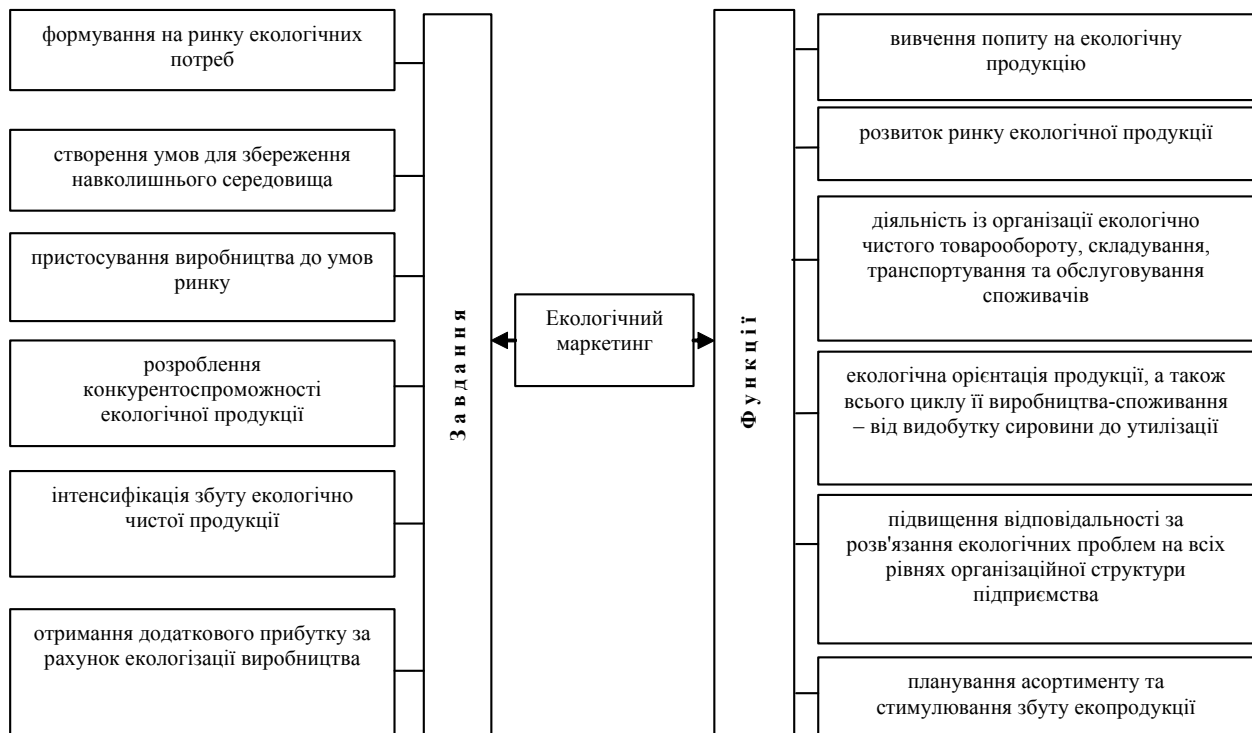 формування на ринку екологічних
потреб
створення умов для збереження
навколишнього середовища
пристосування виробництва до умов
ринку
розроблення
конкурентоспроможності
екологічної продукції
інтенсифікація збуту екологічно
чистої продукції
отримання додаткового прибутку за
рахунок екологізації виробництва
Завдання
Екологічний
маркетинг
Функції
вивчення попиту на екологічну
продукцію
розвиток ринку екологічної продукції
діяльність із організації екологічно
чистого товарообороту, складування,
транспортування та обслуговування
споживачів
екологічна орієнтація продукції, а також
всього циклу її виробництва-споживання
– від видобутку сировини до утилізації
підвищення відповідальності за
розв'язання екологічних проблем на всіх
рівнях організаційної структури
підприємства
планування асортименту та
стимулювання збуту екопродукції